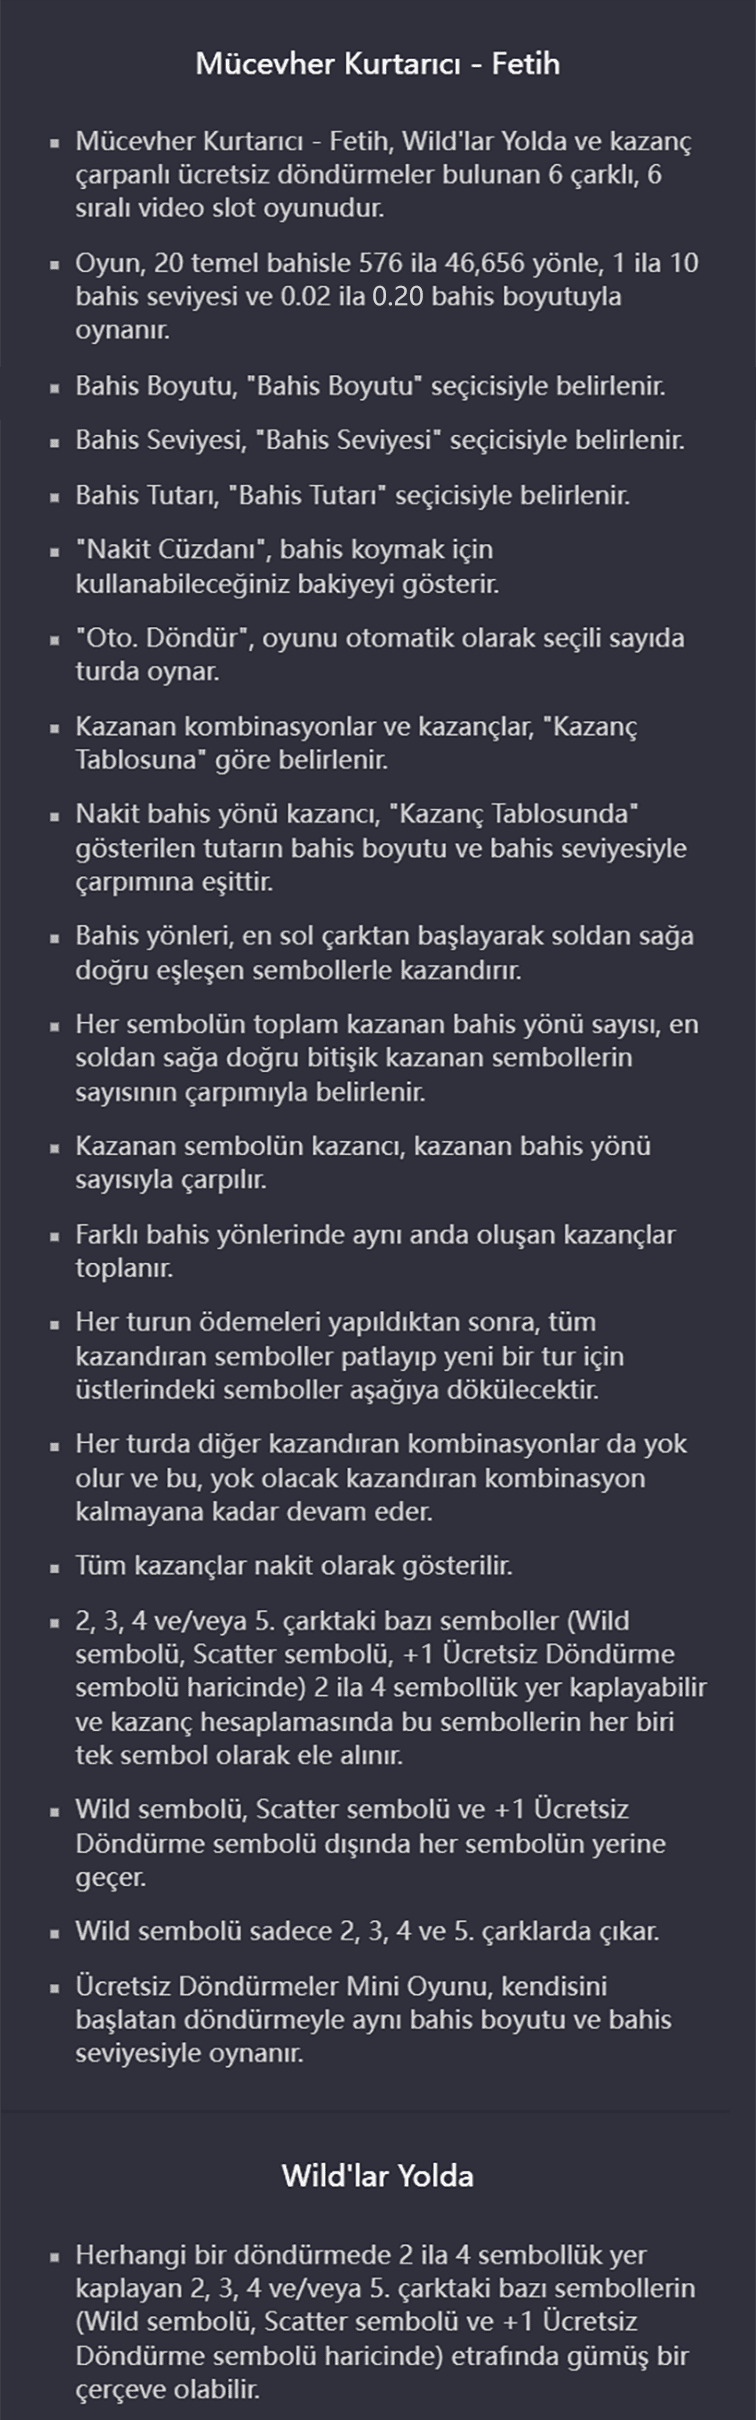 Mücevher Kurtarıcı - Fetih
▪ Mücevher Kurtarıcı - Fetih, Wild'lar Yolda ve kazanç
çarpanlı ücretsiz döndürmeler bulunan 6 çarklı, 6
sıralı video slot oyunudur.
▪ Oyun, 20 temel bahisle 576 ila 46,656 yönle, 1 ila 10
bahis seviyesi ve 0.02 ila 0.20 bahis boyutuyla
oynanır.
▪ Bahis Boyutu, "Bahis Boyutu" seçicisiyle belirlenir.
▪ Bahis Seviyesi, "Bahis Seviyesi" seçicisiyle belirlenir.
▪ Bahis Tutarı, "Bahis Tutarı" seçicisiyle belirlenir.
▪ "Nakit Cüzdanı", bahis koymak için
kullanabileceğiniz bakiyeyi gösterir.
▪ "Oto. Döndür", oyunu otomatik olarak seçili sayıda
turda oynar.
▪ Kazanan kombinasyonlar ve kazançlar, "Kazanç
Tablosuna" göre belirlenir.
▪ Nakit bahis yönü kazancı, "Kazanç Tablosunda"
gösterilen tutarın bahis boyutu ve bahis seviyesiyle
çarpımına eşittir.
▪ Bahis yönleri, en sol çarktan başlayarak soldan sağa
doğru eşleşen sembollerle kazandırır.
▪ Her sembolün toplam kazanan bahis yönü sayısı, en
soldan sağa doğru bitişik kazanan sembollerin
sayısının çarpımıyla belirlenir.
▪ Kazanan sembolün kazancı, kazanan bahis yönü
sayısıyla çarpılır.
▪ Farklı bahis yönlerinde aynı anda oluşan kazançlar
toplanır.
▪ Her turun ödemeleri yapıldıktan sonra, tüm
kazandıran semboller patlayıp yeni bir tur için
üstlerindeki semboller aşağıya dökülecektir.
▪ Her turda diğer kazandıran kombinasyonlar da yok
olur ve bu, yok olacak kazandıran kombinasyon
kalmayana kadar devam eder.
▪ Tüm kazançlar nakit olarak gösterilir.
▪ 2, 3, 4 ve/veya 5. çarktaki bazı semboller (Wild
sembolü, Scatter sembolü, +1 Ücretsiz Döndürme
sembolü haricinde) 2 ila 4 sembollük yer kaplayabilir
ve kazanç hesaplamasında bu sembollerin her biri
tek sembol olarak ele alınır.
▪ Wild sembolü, Scatter sembolü ve +1 Ücretsiz
Döndürme sembolü dışında her sembolün yerine
geçer.
▪ Wild sembolü sadece 2, 3, 4 ve 5. çarklarda çıkar.
▪ Ücretsiz Döndürmeler Mini Oyunu, kendisini
başlatan döndürmeyle aynı bahis boyutu ve bahis
seviyesiyle oynanır.
Wild'lar Yolda
▪ Herhangi bir döndürmede 2 ila 4 sembollük yer
kaplayan 2, 3, 4 ve/veya 5. çarktaki bazı sembollerin
(Wild sembolü, Scatter sembolü ve +1 Ücretsiz
Döndürme sembolü haricinde) etrafında gümüş bir
çerçeve olabilir.